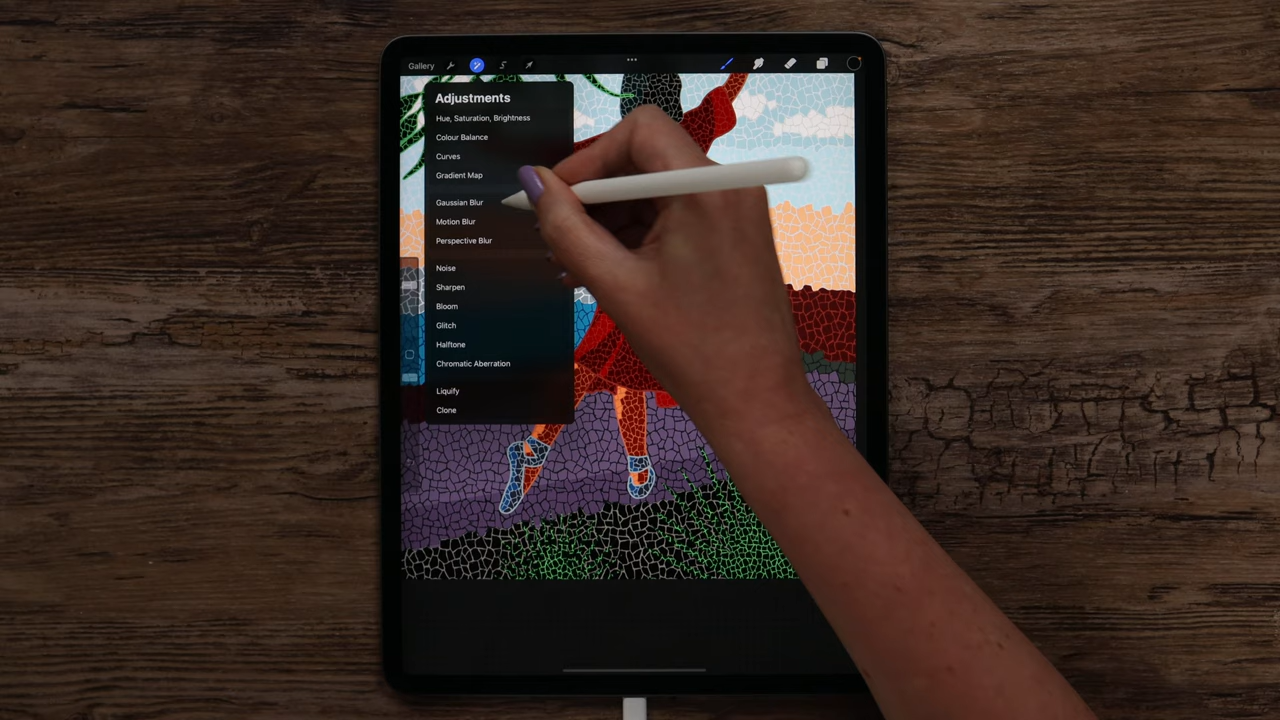 Gallery
Adjustments
Hue, Saturation, Brightness
Colour Balance
Curves
Gradient Map
Gaussian Blur
Motion Blur
Perspective Blur
Noise
Sharpen
Bloom
Glitch
Halftone
Chromatic Aberration
Liquify
Clone